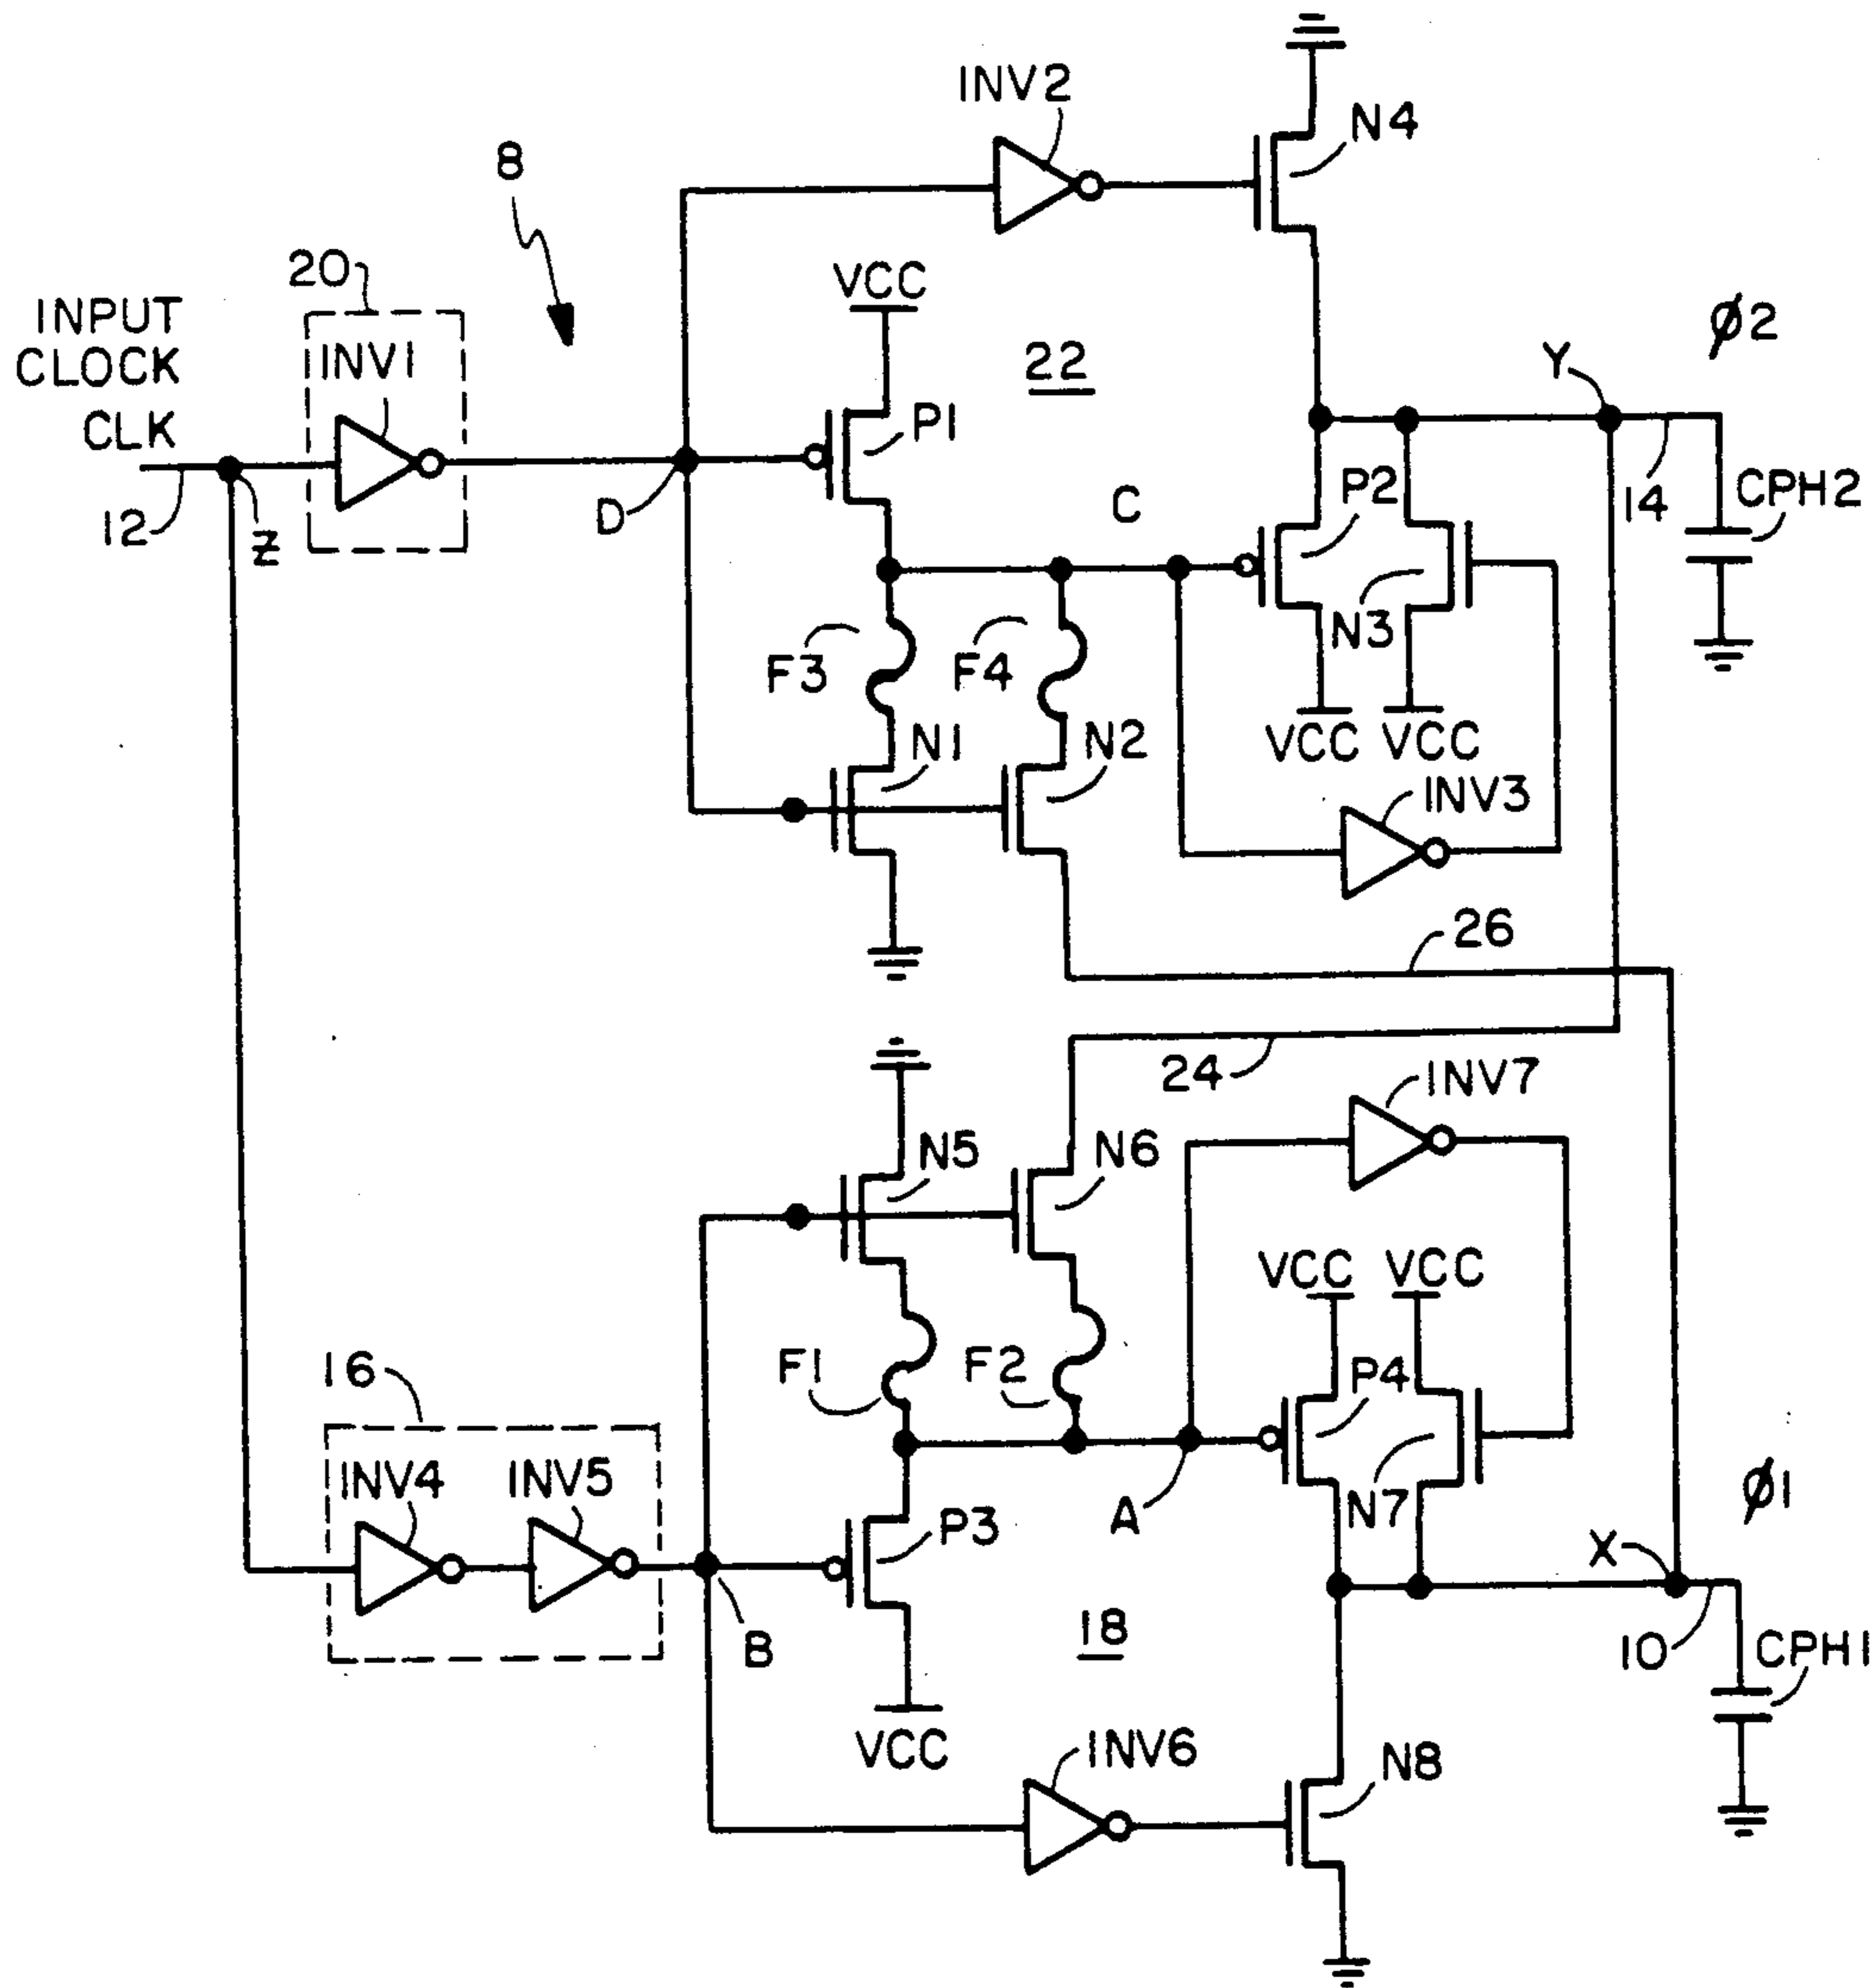 INV2
N4
8
20
VCC
INPUT
CLOCK
CLK
INV1
22
Y
ø2
P1
12
Z
D
C
P2
14
CPH2
F3
F4
N3
N1
N2
VCC VCC
INV3
26
24
INV7
N5
N6
VCC VCC
16
F1
F2
P4
INV4
INV5
P3
A
N7
ø1
X
B
18
10
CPH1
VCC
INV6
N8